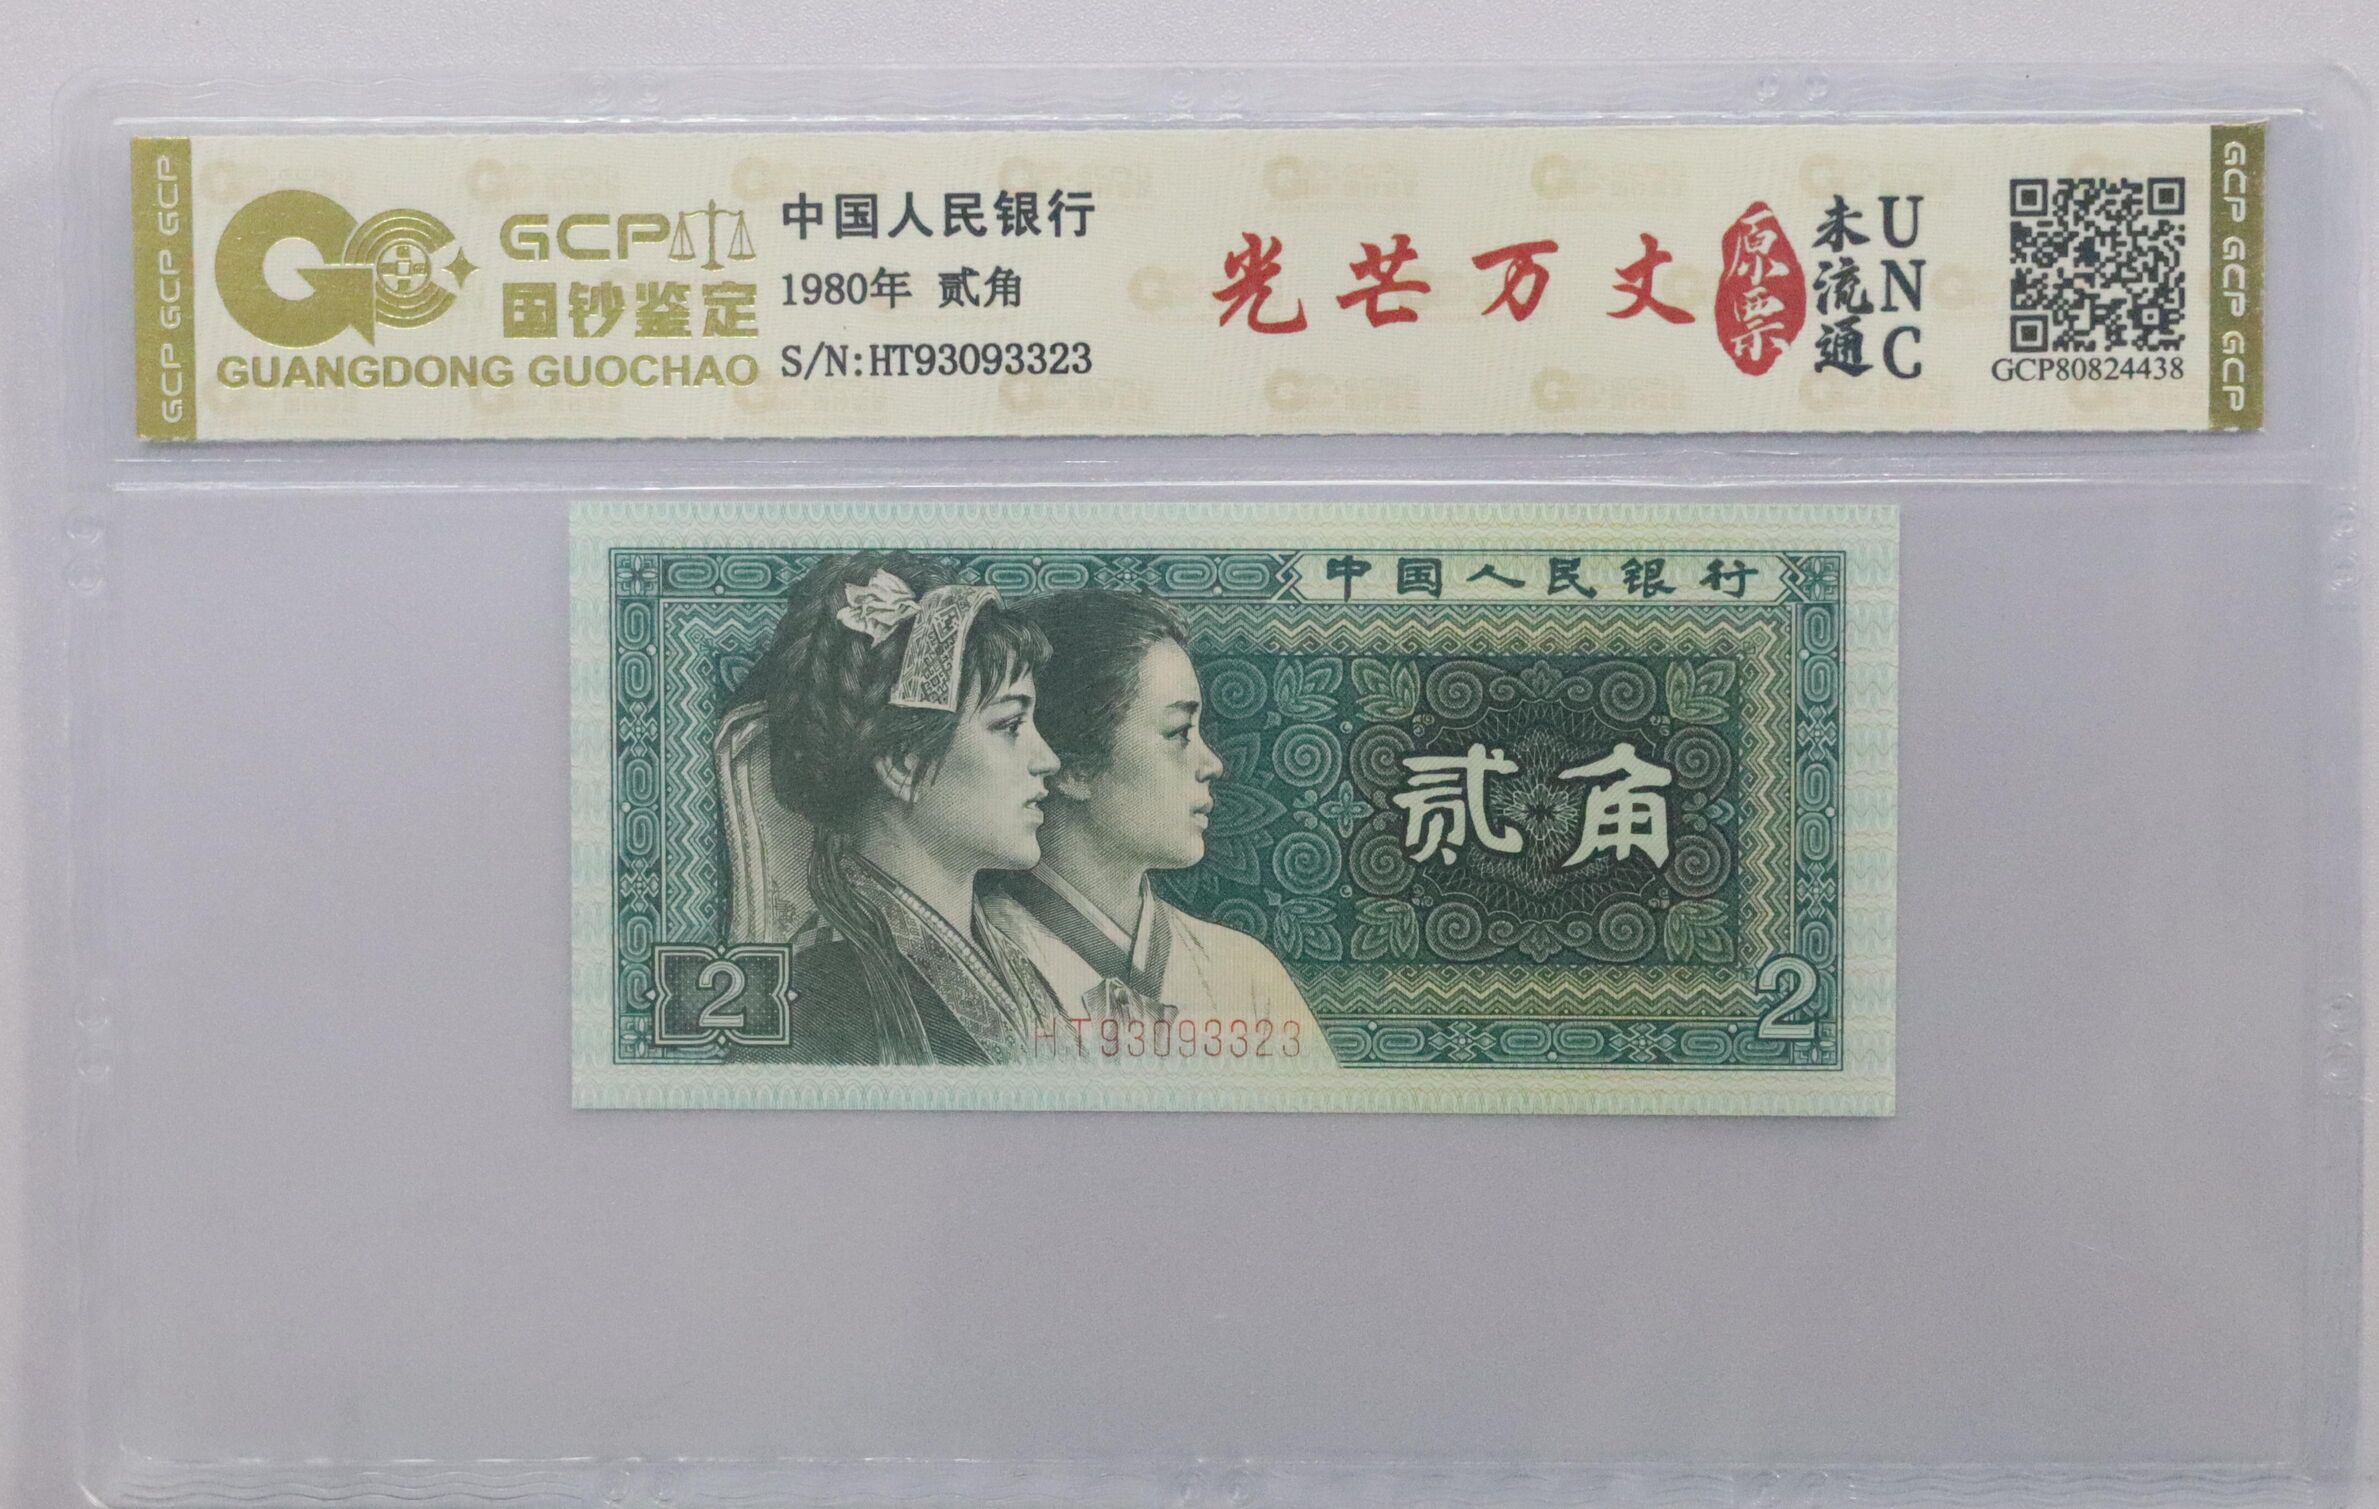 GCP GCP GCP
GCP
国钞鉴定
GUANGDONG GUOCHAO
中国人民银行
1980年 贰角
S/N:HT93093323
光芒万丈
原票
未流通
UNC
GCP80824438
GCP GCP GCP
中国人民银行
贰角
2
2
HT93093323